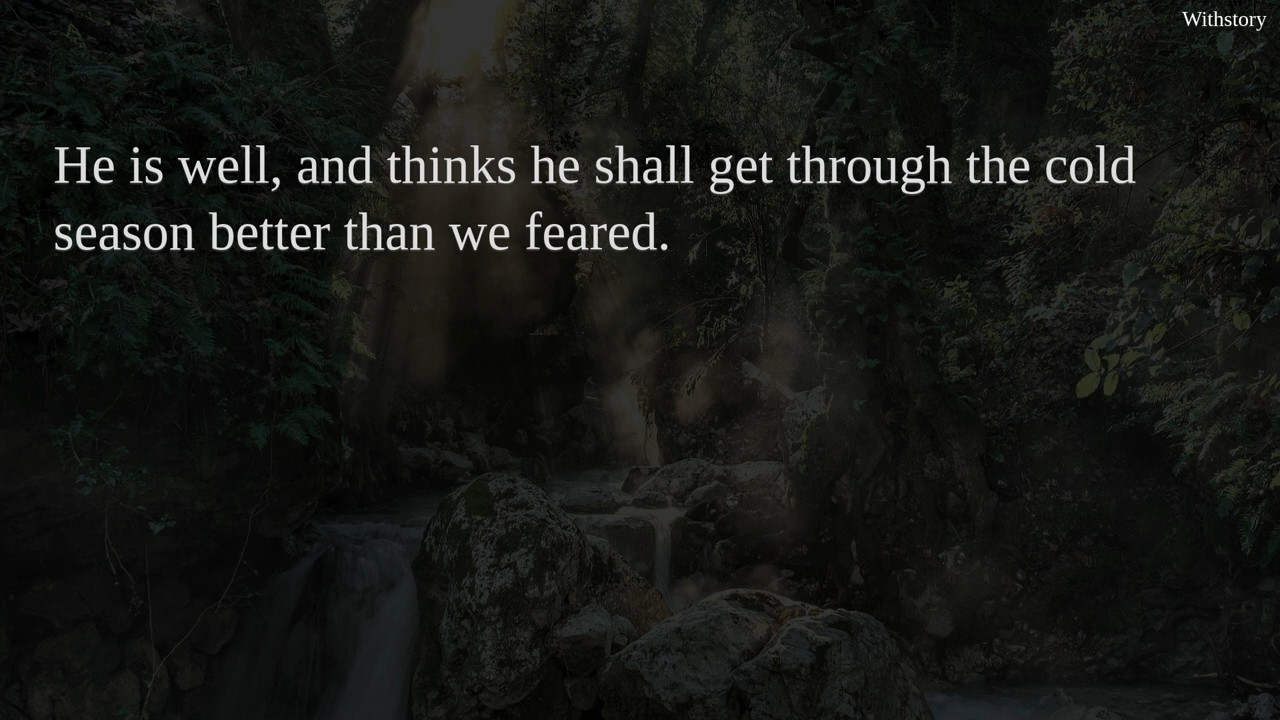 Withstory
He is well, and thinks he shall get through the cold
season better than we feared.